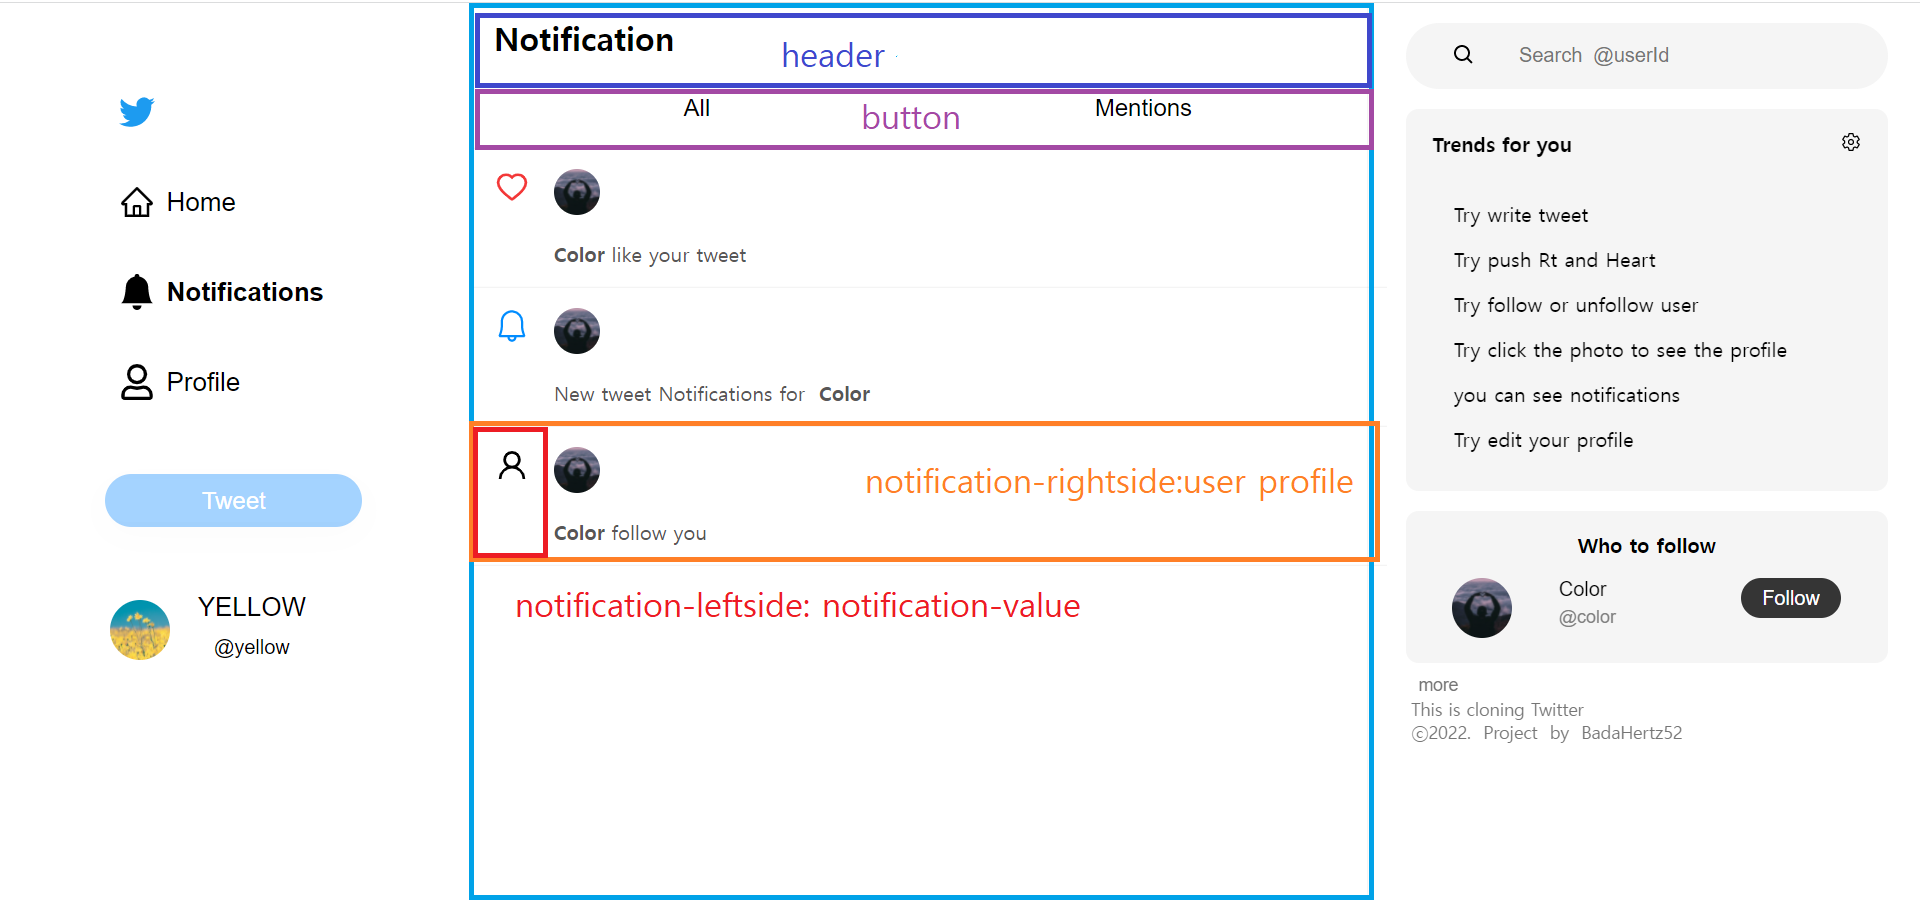 Home
Notifications
Profile
Tweet
YELLOW
@yellow
Notification
header
All
button
Mentions
Color like your tweet
New tweet Notifications for Color
notification-rightside:user profile
Color follow you
notification-leftside: notification-value
Search @userId
Trends for you
Try write tweet
Try push Rt and Heart
Try follow or unfollow user
Try click the photo to see the profile
you can see notifications
Try edit your profile
Who to follow
Color
@color
Follow
more
This is cloning Twitter
ⓒ2022. Project by BadaHertz52